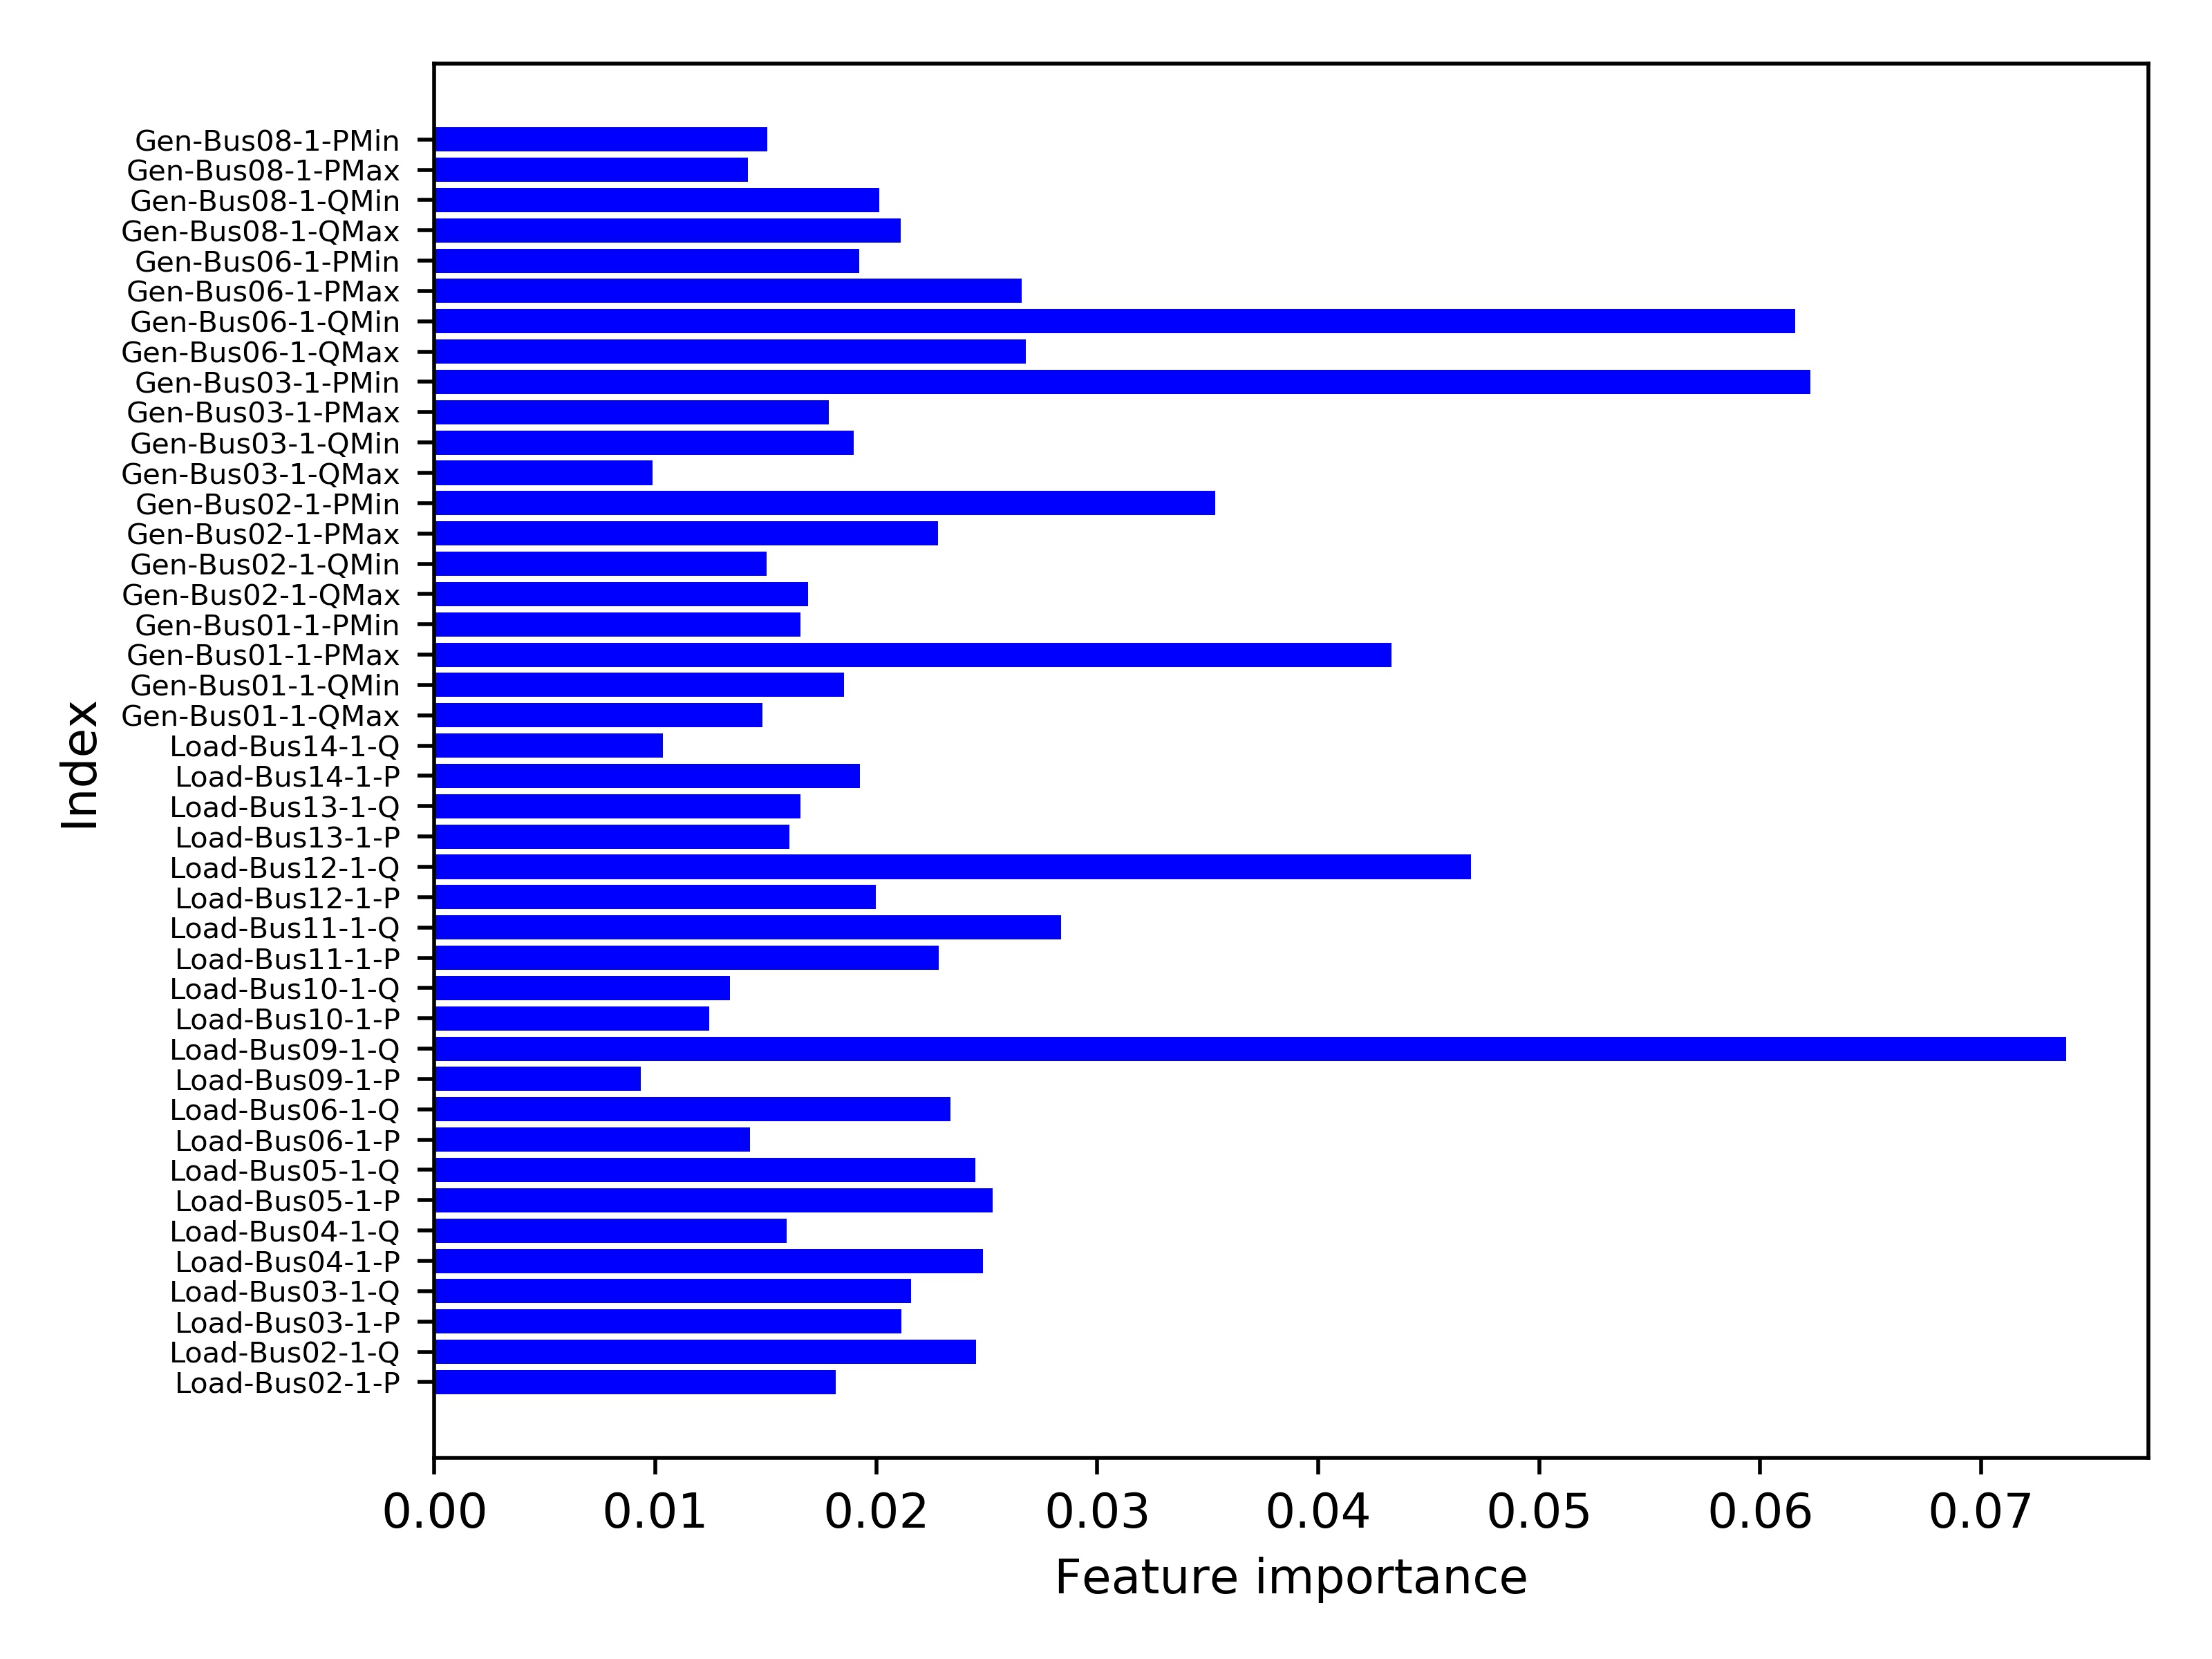 Gen-Bus08-1-PMin
Gen-Bus08-1-PMax
Gen-Bus08-1-QMin
Gen-Bus08-1-QMax
Gen-Bus06-1-PMin
Gen-Bus06-1-PMax
Gen-Bus06-1-QMin
Gen-Bus06-1-QMax
Gen-Bus03-1-PMin
Gen-Bus03-1-PMax
Gen-Bus03-1-QMin
Gen-Bus03-1-QMax
Gen-Bus02-1-PMin
Gen-Bus02-1-PMax
Gen-Bus02-1-QMin
Gen-Bus02-1-QMax
Gen-Bus01-1-PMin
Gen-Bus01-1-PMax
Gen-Bus01-1-QMin
Gen-Bus01-1-QMax
Load-Bus14-1-Q
Load-Bus14-1-P
Load-Bus13-1-Q
Load-Bus13-1-P
Load-Bus12-1-Q
Load-Bus12-1-P
Load-Bus11-1-Q
Load-Bus11-1-P
Load-Bus10-1-Q
Load-Bus10-1-P
Load-Bus09-1-Q
Load-Bus09-1-P
Load-Bus06-1-Q
Load-Bus06-1-P
Load-Bus05-1-Q
Load-Bus05-1-P
Load-Bus04-1-Q
Load-Bus04-1-P
Load-Bus03-1-Q
Load-Bus03-1-P
Load-Bus02-1-Q
Load-Bus02-1-P
Index
0.00 0.01 0.02 0.03 0.04 0.05 0.06 0.07
Feature importance